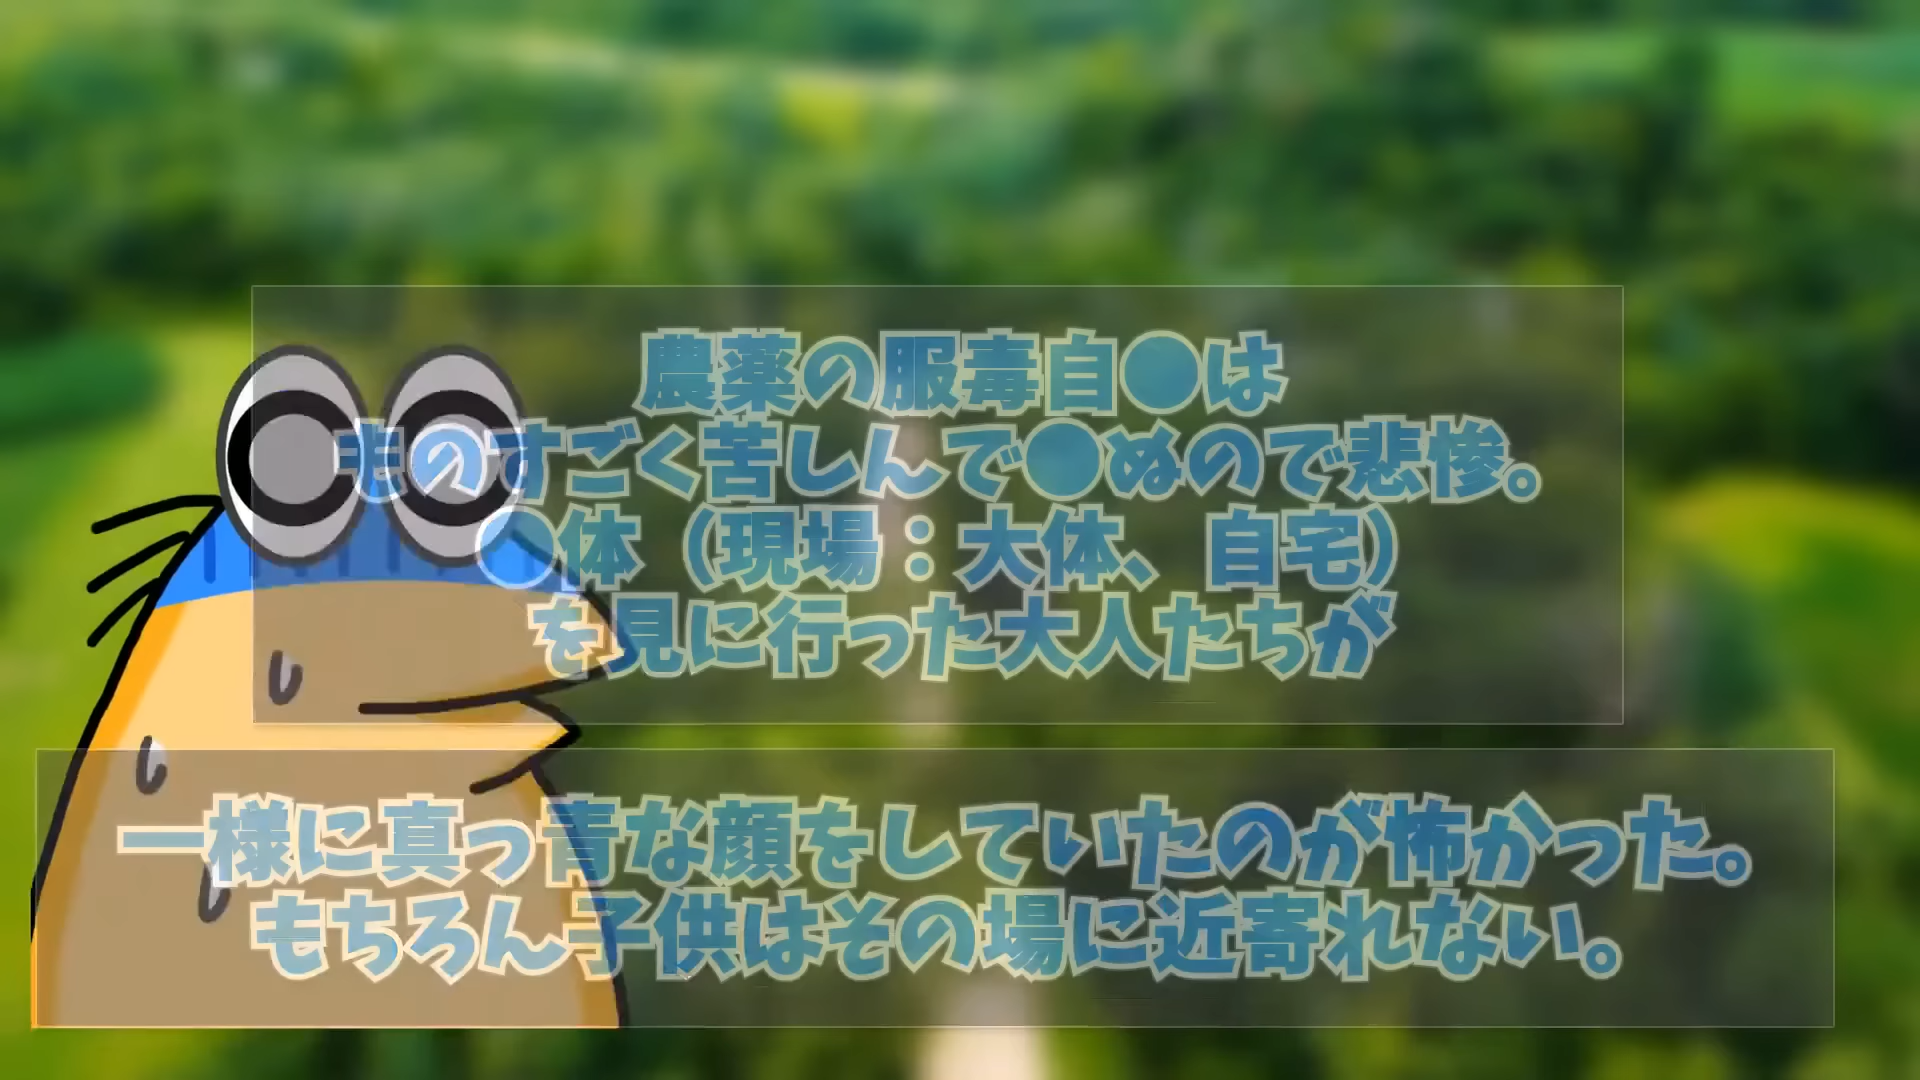 農薬の服毒自●は
ものすごく苦しんで●ぬので悲惨。
●体（現場：大体、自宅）
を見に行った大人たちが
一様に真っ青な顔をしていたのが怖かった。
もちろん子供はその場に近寄れない。